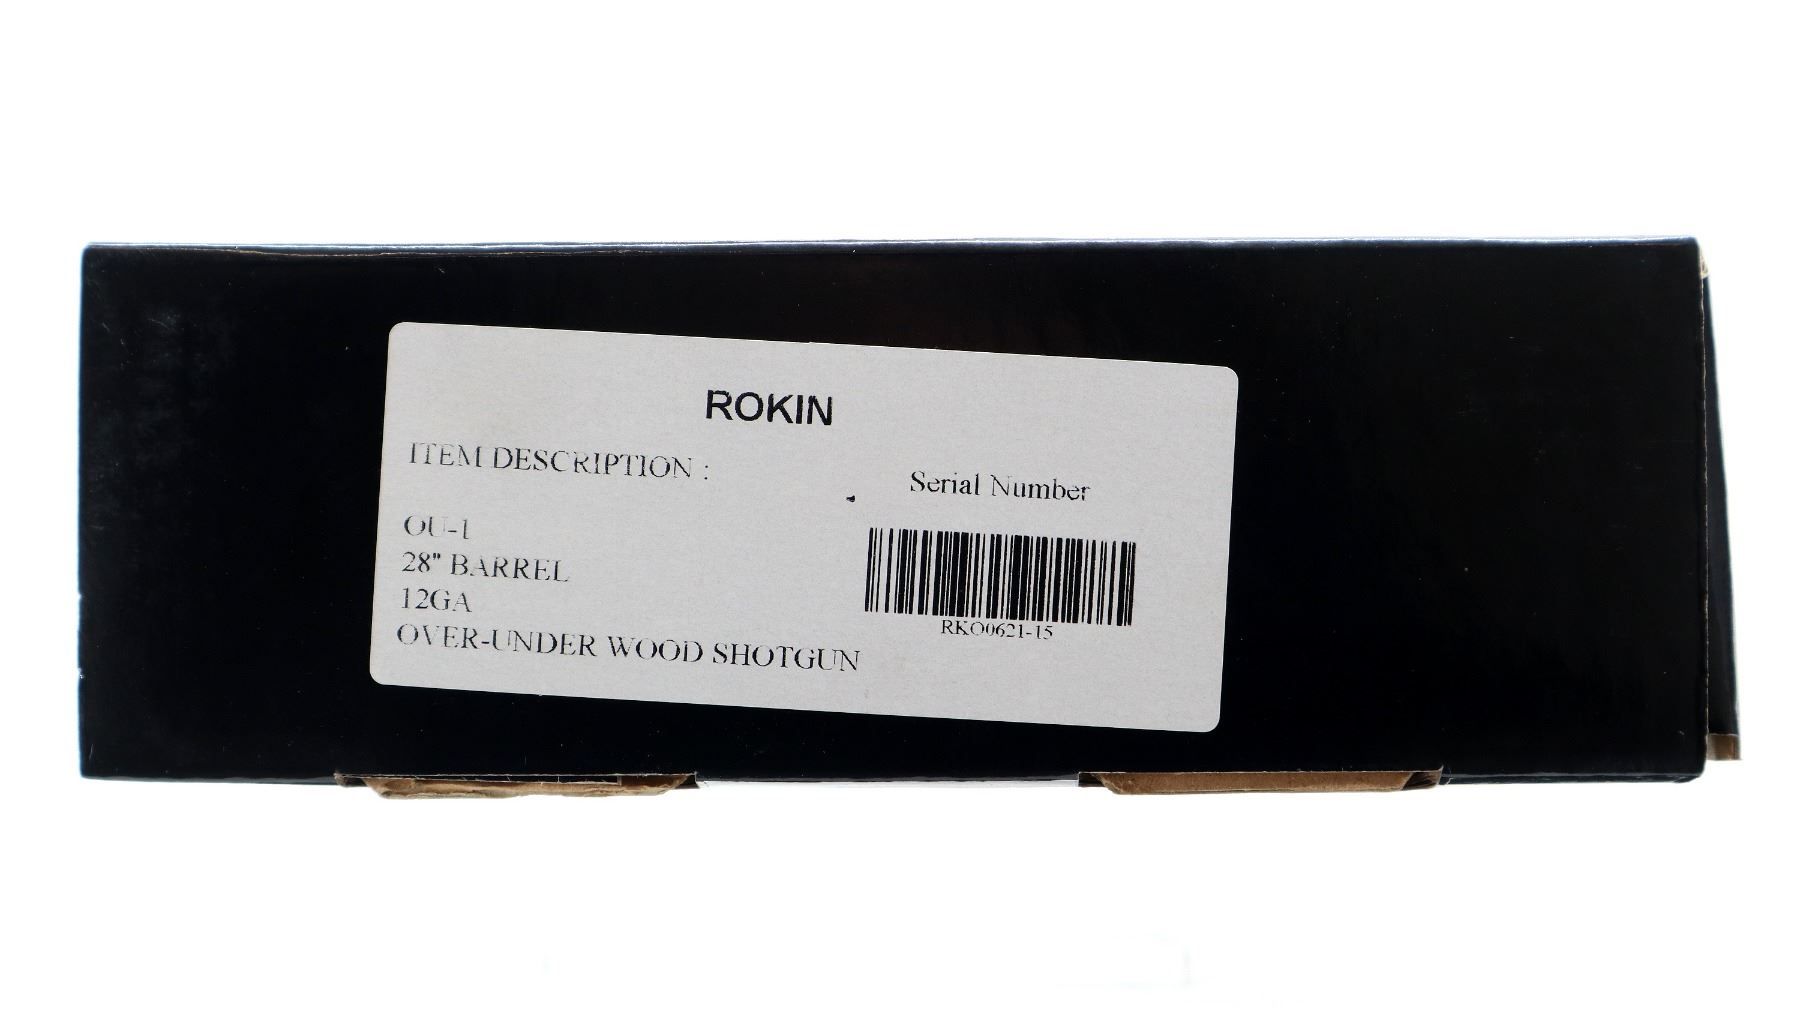 ROKIN
ITEM DESCRIPTION :
Serial Number
OU-1
28" BARREL
12GA
OVER-UNDER WOOD SHOTGUN
RKO0621-15